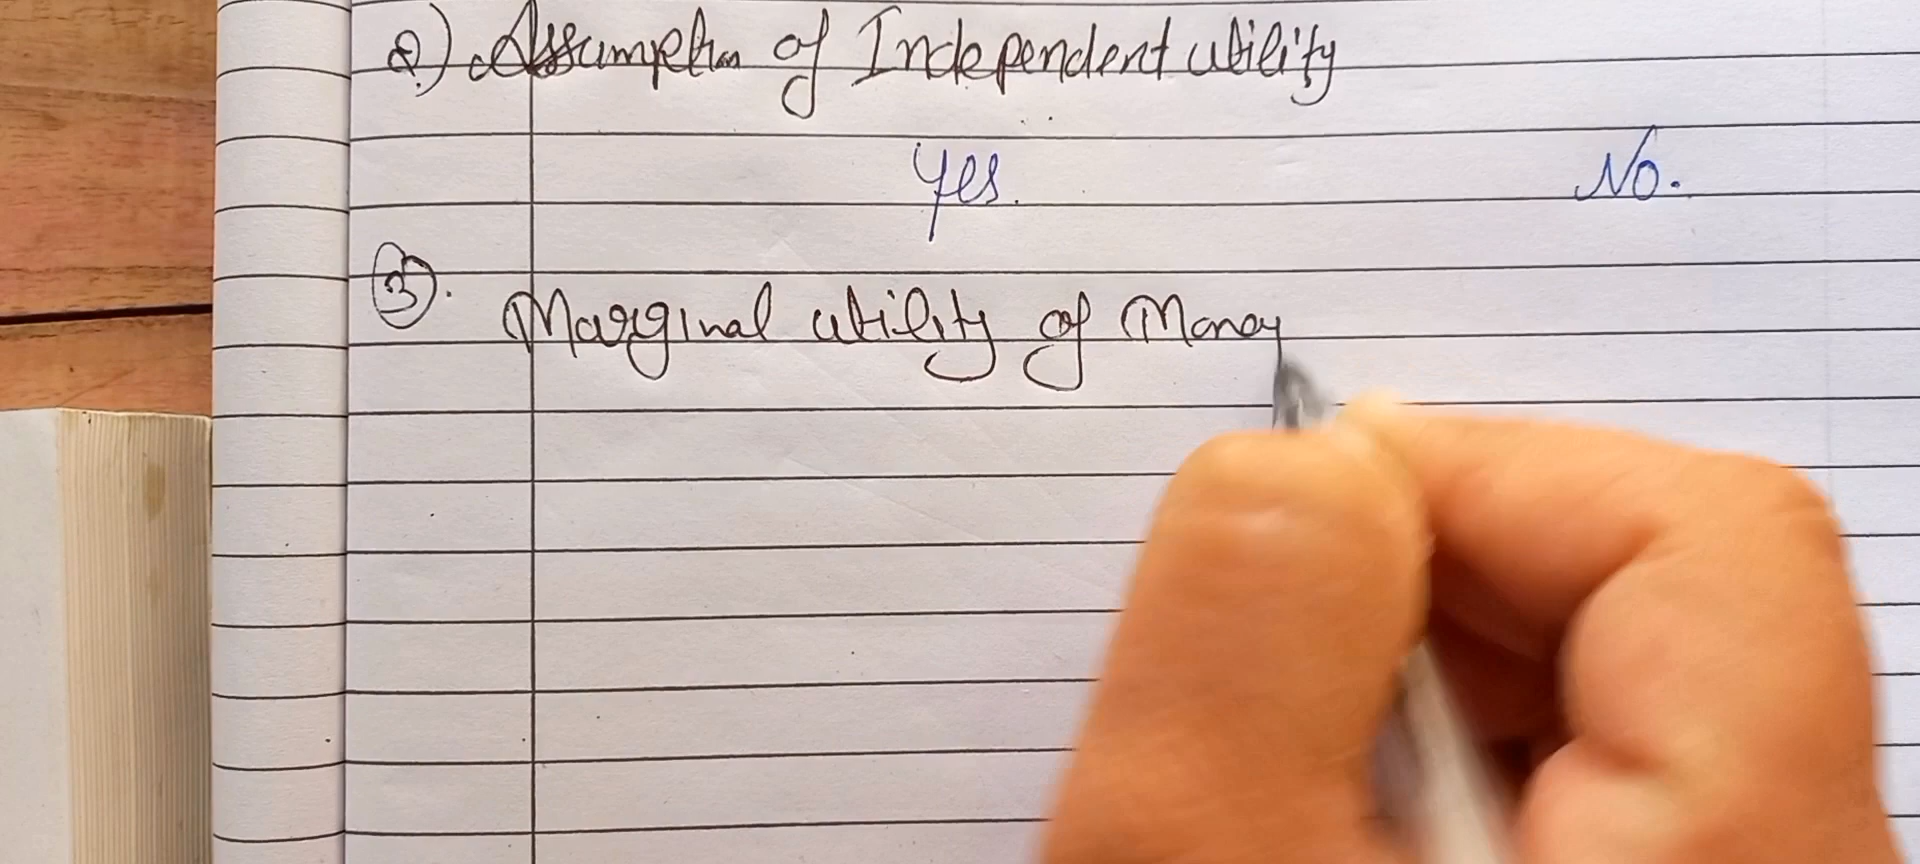 2) Assumption of Independent utility
Yes. No.
3. Marginal utility of Money